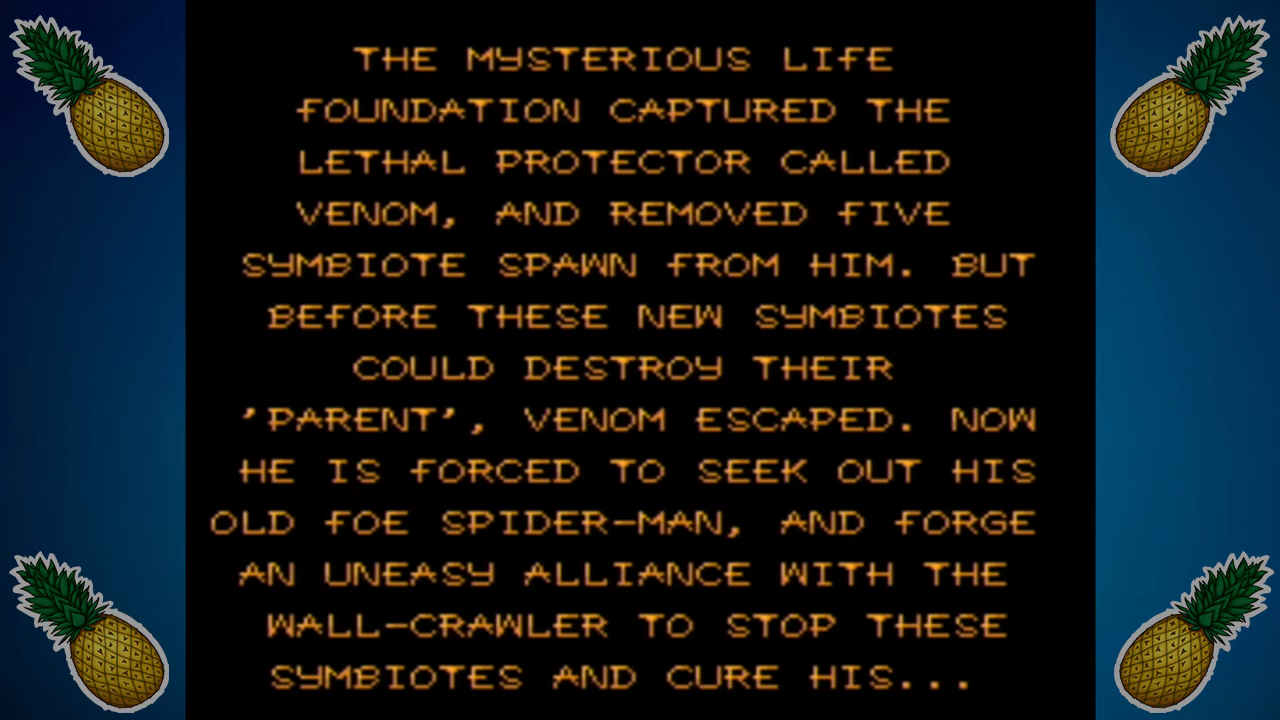 THE MYSTERIOUS LIFE
FOUNDATION CAPTURED THE
LETHAL PROTECTOR CALLED
VENOM, AND REMOVED FIVE
SYMBIOTE SPAWN FROM HIM. BUT
BEFORE THESE NEW SYMBIOTES
COULD DESTROY THEIR
'PARENT', VENOM ESCAPED. NOW
HE IS FORCED TO SEEK OUT HIS
OLD FOE SPIDER-MAN, AND FORGE
AN UNEASY ALLIANCE WITH THE
WALL-CRAWLER TO STOP THESE
SYMBIOTES AND CURE HIS...